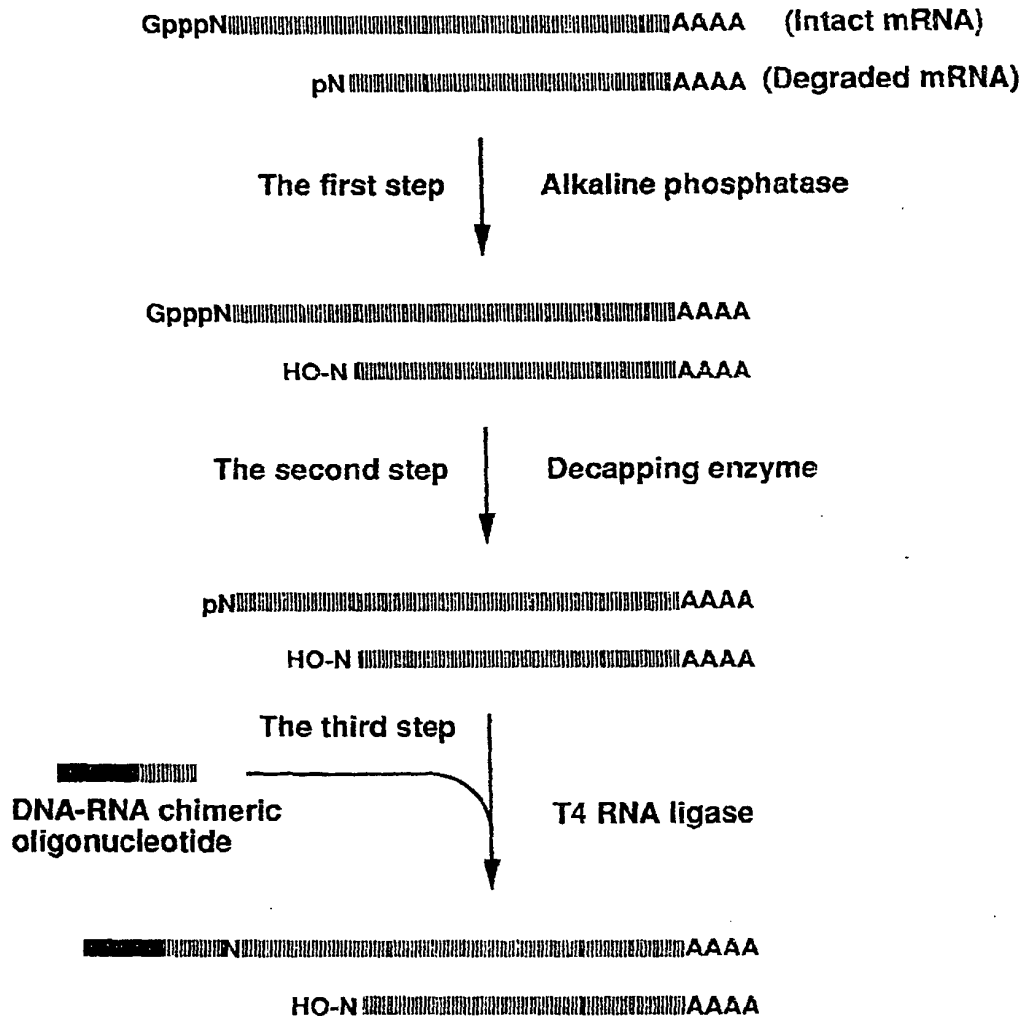 GpppN AAAA (Intact mRNA)
pN AAAA (Degraded mRNA)
The first step Alkaline phosphatase
GpppN AAAA
HO-N AAAA
The second step Decapping enzyme
pN AAAA
HO-N AAAA
The third step
DNA-RNA chimeric
oligonucleotide
T4 RNA ligase
N AAAA
HO-N AAAA